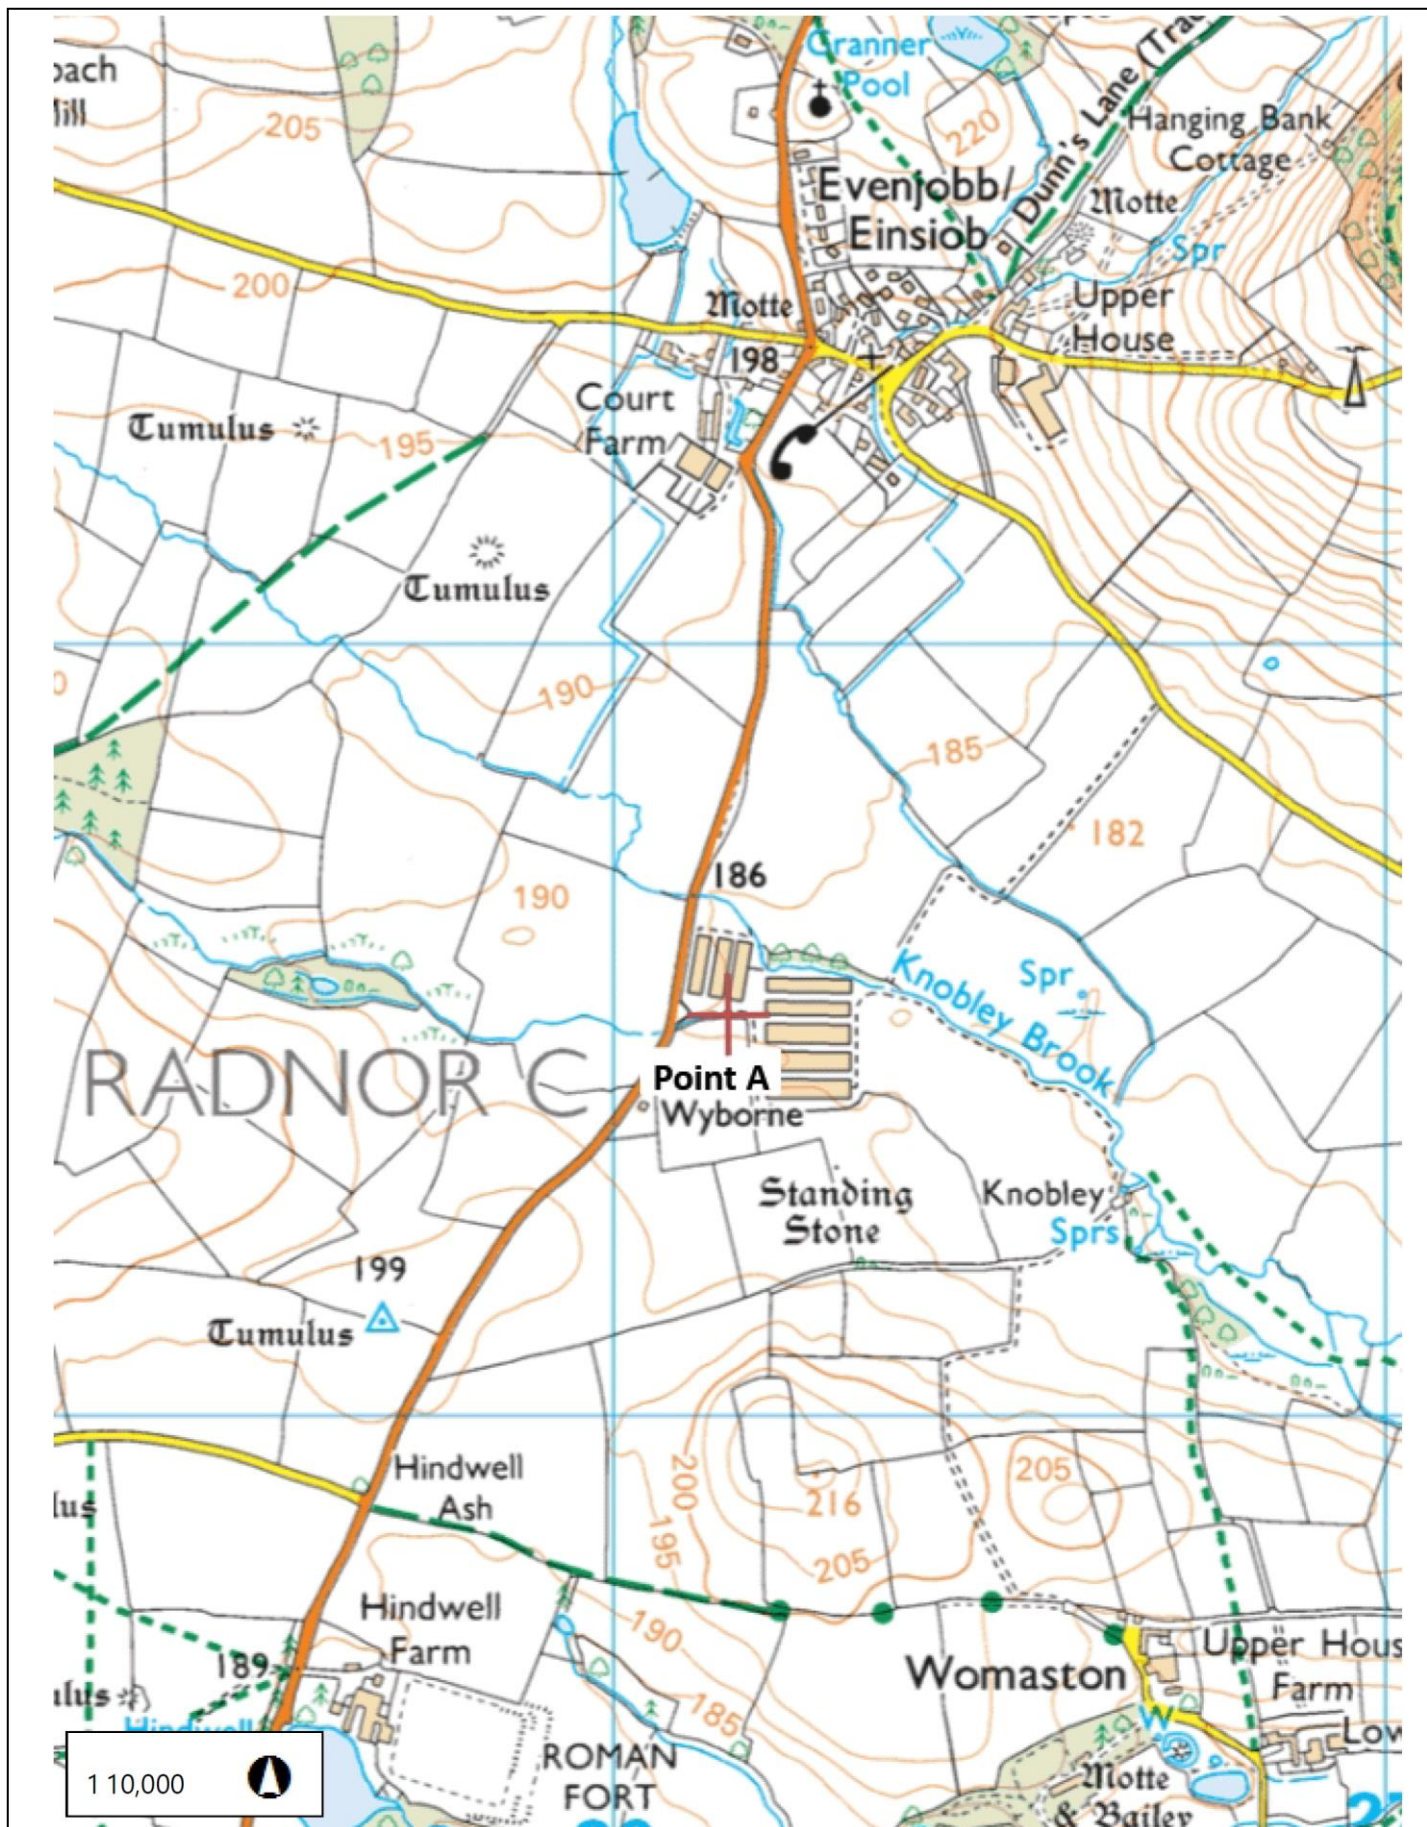 Granner
Pool
205
220
Dunn's Lane
Hanging Bank
Cottage
Evenjobb/
Einsiob
Motte
Spr
200
Motte
Upper
House
198
Court
Farm
Tumulus
195
Tumulus
190
185
182
186
190
Spr
Knobley Brook
RADNOR C
Point A
Wyborne
Standing
Stone
Knobley
Sprs
199
Tumulus
Hindwell
Ash
200
205
216
195
205
Hindwell
Farm
190
189
Womaston
Upper Hous
Farm
185
Hindwell
W
Low
ROMAN
FORT
Motte
& Bailey
1 10,000